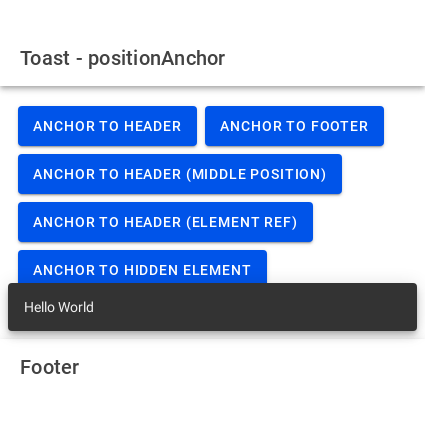 Toast - positionAnchor
ANCHOR TO HEADER ANCHOR TO FOOTER
ANCHOR TO HEADER (MIDDLE POSITION)
ANCHOR TO HEADER (ELEMENT REF)
ANCHOR TO HIDDEN ELEMENT
Hello World
Footer